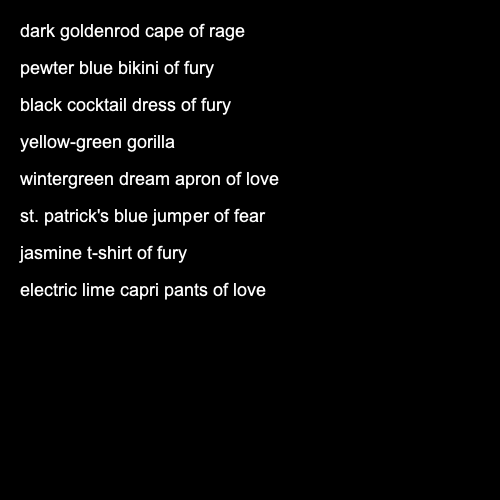 dark goldenrod cape of rage
pewter blue bikini of fury
black cocktail dress of fury
yellow-green gorilla
wintergreen dream apron of love
st. patrick's blue jumper of fear
jasmine t-shirt of fury
electric lime capri pants of love